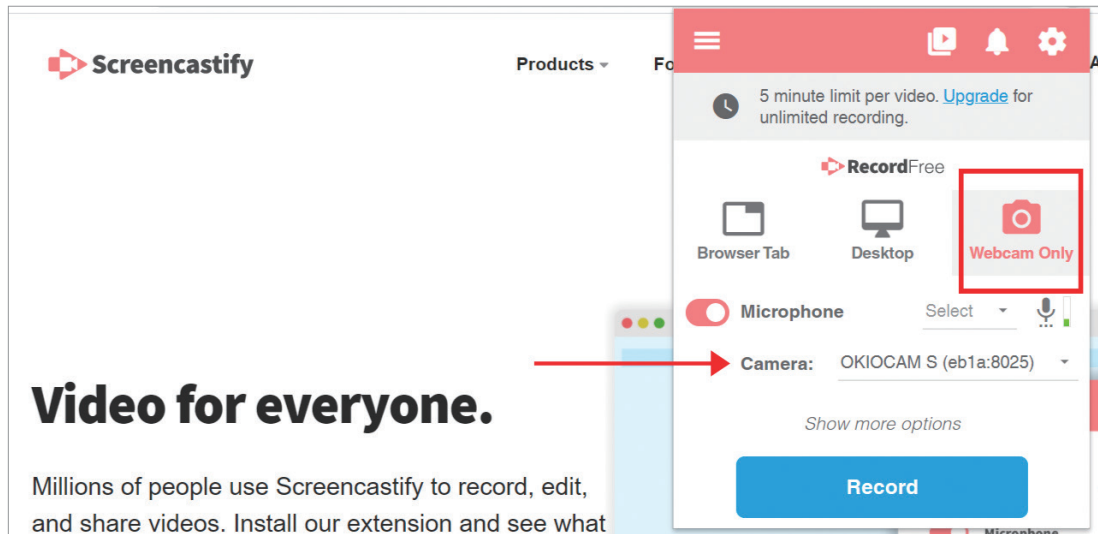 Screencastify
Products
Fo
A
5 minute limit per video. Upgrade for
unlimited recording.
RecordFree
Browser Tab
Desktop
Webcam Only
Microphone
Select
Camera:
OKIOCAM S (eb1a:8025)
Show more options
Record
Video for everyone.
Millions of people use Screencastify to record, edit,
and share videos. Install our extension and see what
Microphone